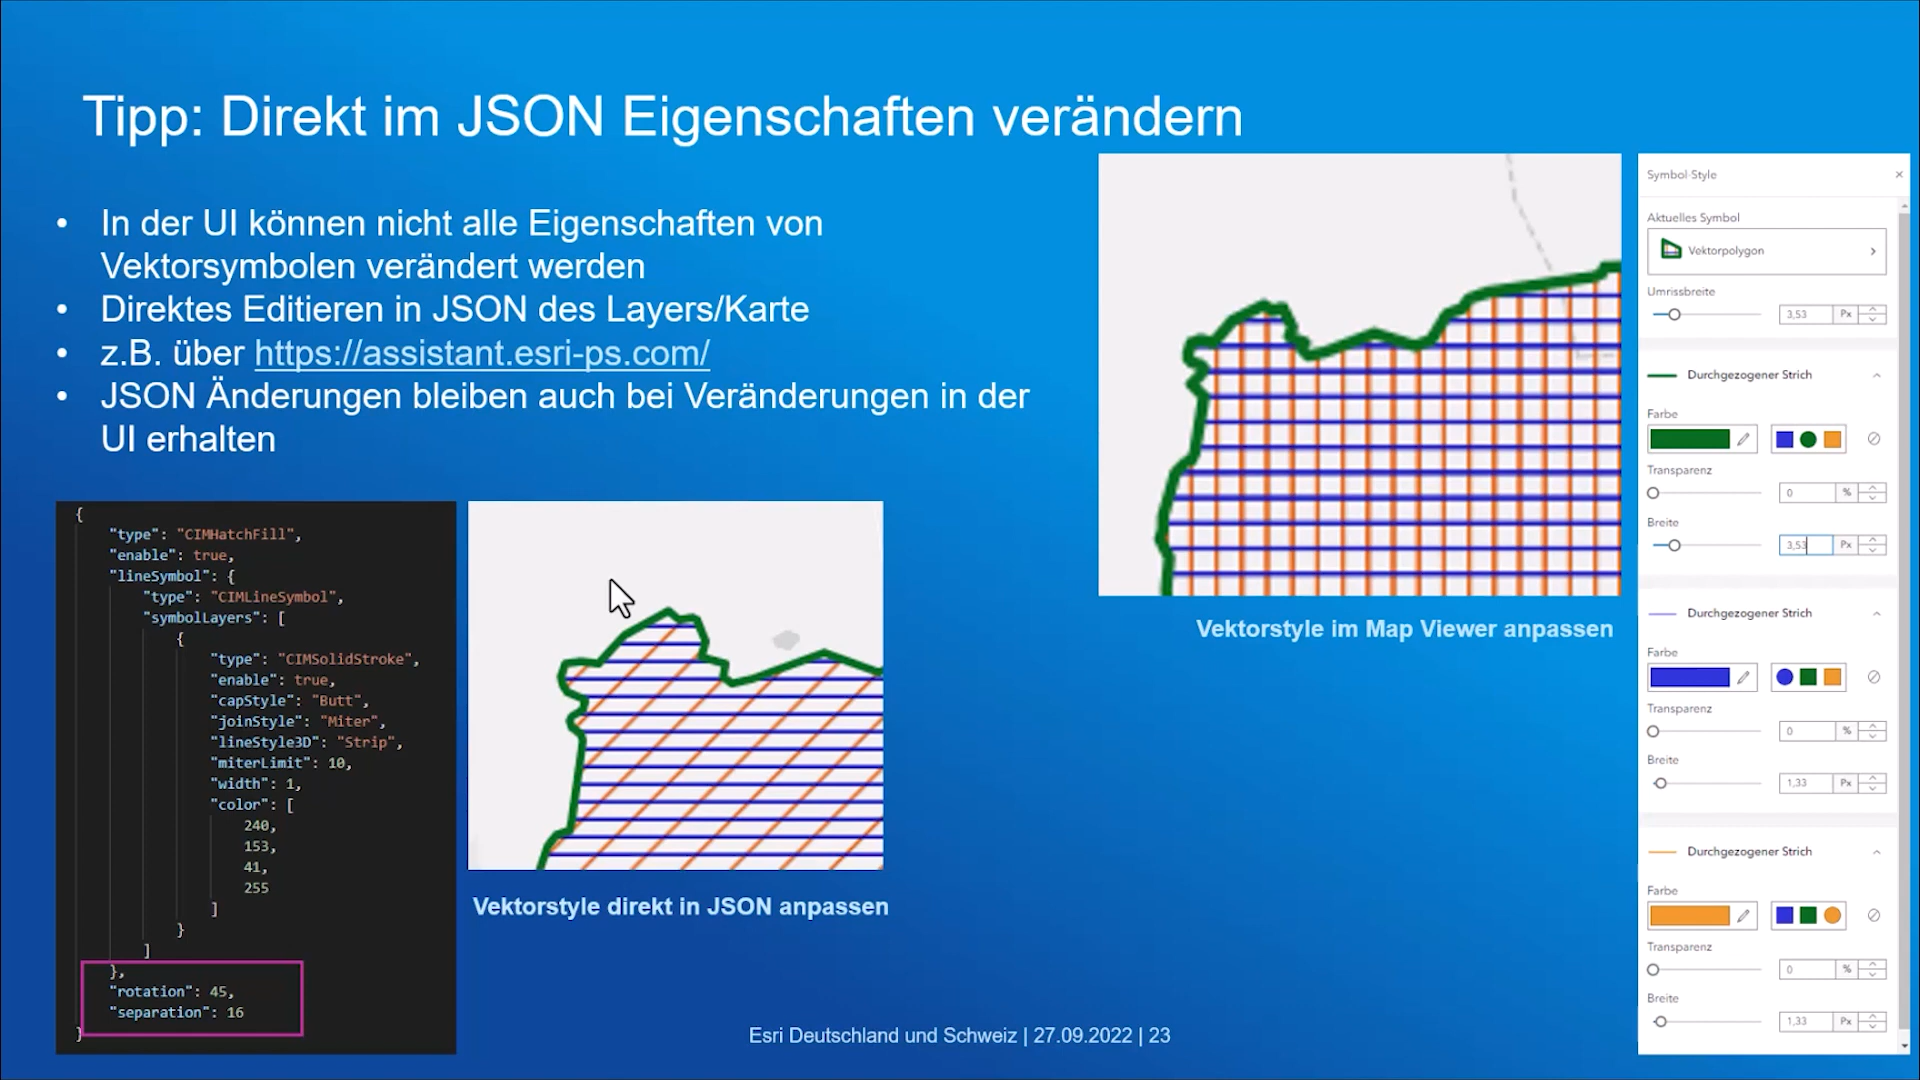 Tipp: Direkt im JSON Eigenschaften verändern
• In der UI können nicht alle Eigenschaften von
Vektorsymbolen verändert werden
• Direktes Editieren in JSON des Layers/Karte
• z.B. über https://assistant.esri-ps.com/
• JSON Änderungen bleiben auch bei Veränderungen in der
UI erhalten
{
"type": "CIMHatchFill",
"enable": true,
"lineSymbol": {
"type": "CIMLineSymbol",
"symbolLayers": [
{
"type": "CIMSolidStroke",
"enable": true,
"capStyle": "Butt",
"joinStyle": "Miter",
"lineStyle3D": "Strip",
"miterLimit": 10,
"width": 1,
"color": [
240,
153,
41,
255
]
}
]
},
"rotation": 45,
"separation": 16
}
Vektorstyle direkt in JSON anpassen
Vektorstyle im Map Viewer anpassen
Symbol-Style
Aktuelles Symbol
Vektorpolygon
Umrissbreite
3,53 Px
Durchgezogener Strich
Farbe
Transparenz
0 %
Breite
3,53 Px
Durchgezogener Strich
Farbe
Transparenz
0 %
Breite
1,33 Px
Durchgezogener Strich
Farbe
Transparenz
0 %
Breite
1,33 Px
Esri Deutschland und Schweiz | 27.09.2022 | 23